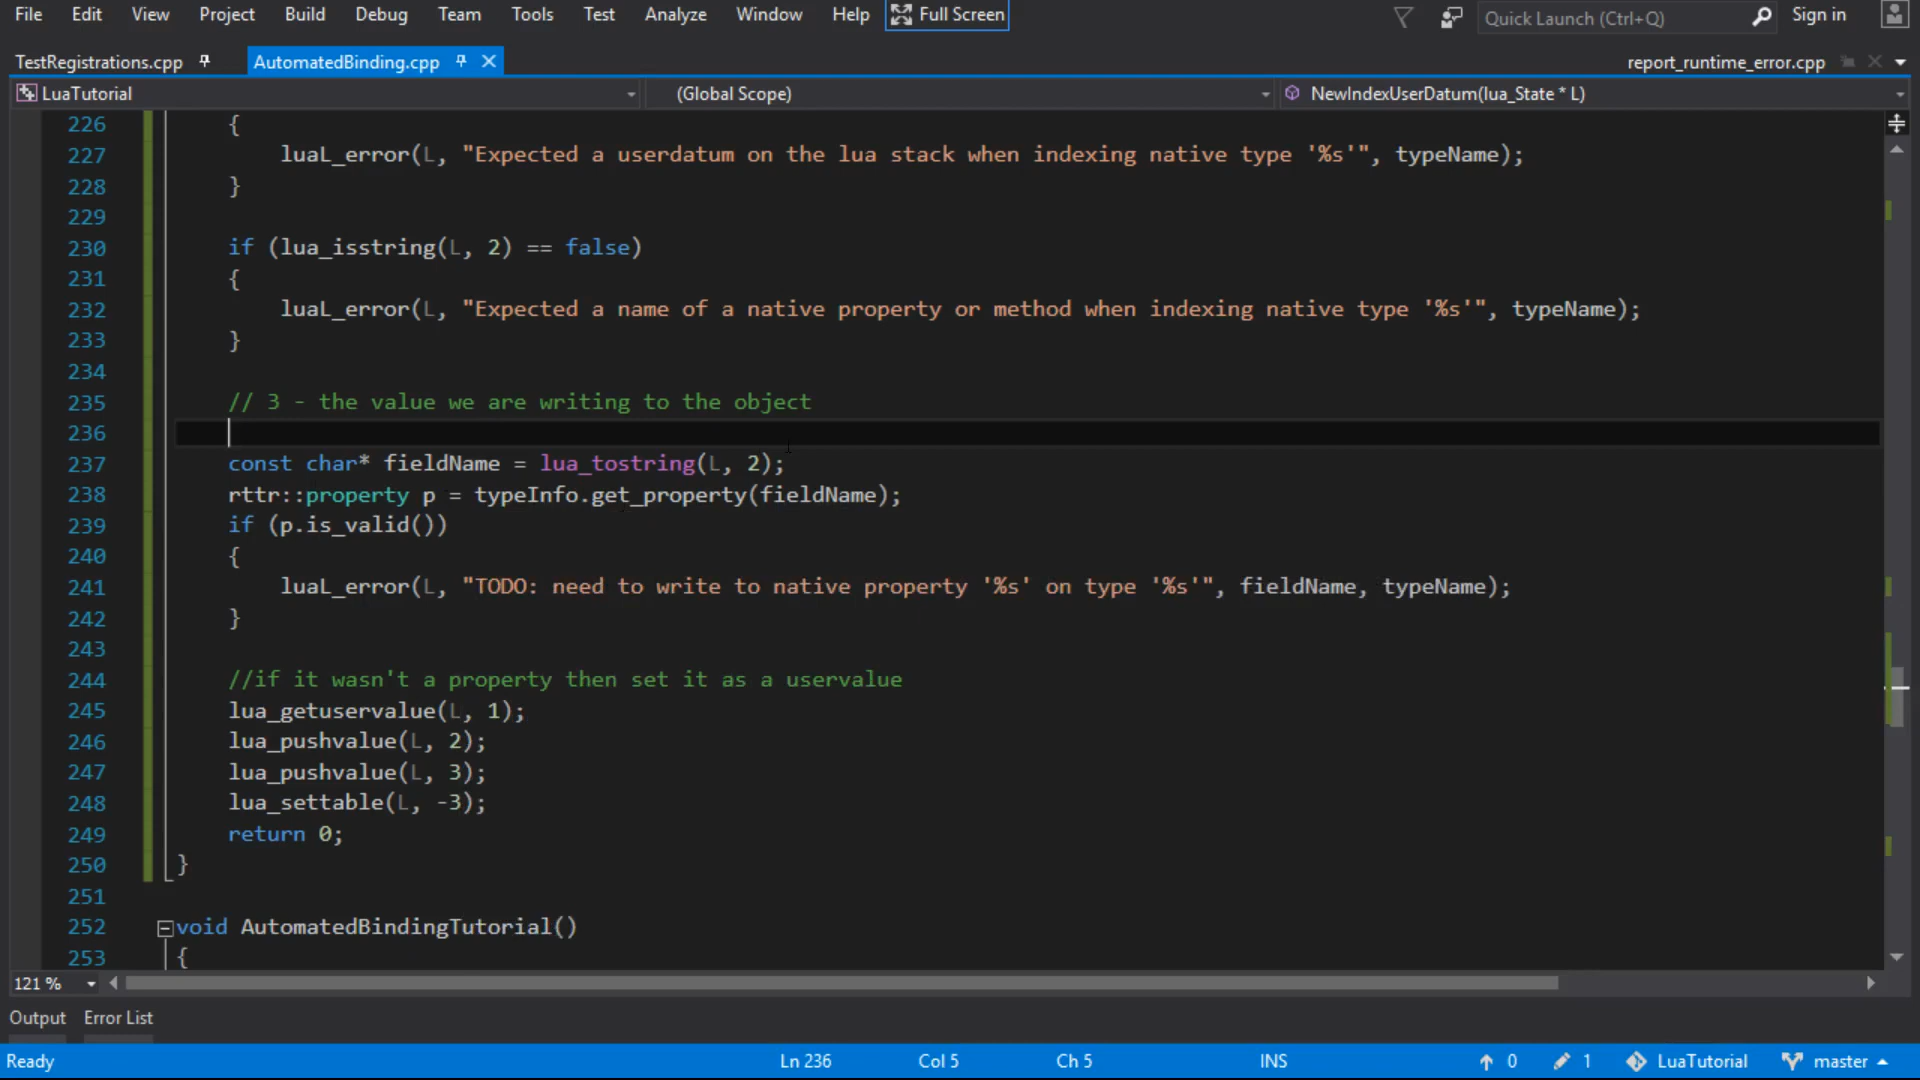 File Edit View Project Build Debug Team Tools Test Analyze Window Help Full Screen Quick Launch (Ctrl+Q) Sign in
TestRegistrations.cpp AutomatedBinding.cpp report_runtime_error.cpp
LuaTutorial (Global Scope) NewIndexUserDatum(lua_State * L)
226 {
227 luaL_error(L, "Expected a userdatum on the lua stack when indexing native type '%s'", typeName);
228 }
229
230 if (lua_isstring(L, 2) == false)
231 {
232 luaL_error(L, "Expected a name of a native property or method when indexing native type '%s'", typeName);
233 }
234
235 // 3 - the value we are writing to the object
236
237 const char* fieldName = lua_tostring(L, 2);
238 rttr::property p = typeInfo.get_property(fieldName);
239 if (p.is_valid())
240 {
241 luaL_error(L, "TODO: need to write to native property '%s' on type '%s'", fieldName, typeName);
242 }
243
244 //if it wasn't a property then set it as a uservalue
245 lua_getuservalue(L, 1);
246 lua_pushvalue(L, 2);
247 lua_pushvalue(L, 3);
248 lua_settable(L, -3);
249 return 0;
250 }
251
252 void AutomatedBindingTutorial()
253 {
121 %
Output Error List
Ready Ln 236 Col 5 Ch 5 INS 0 1 LuaTutorial master